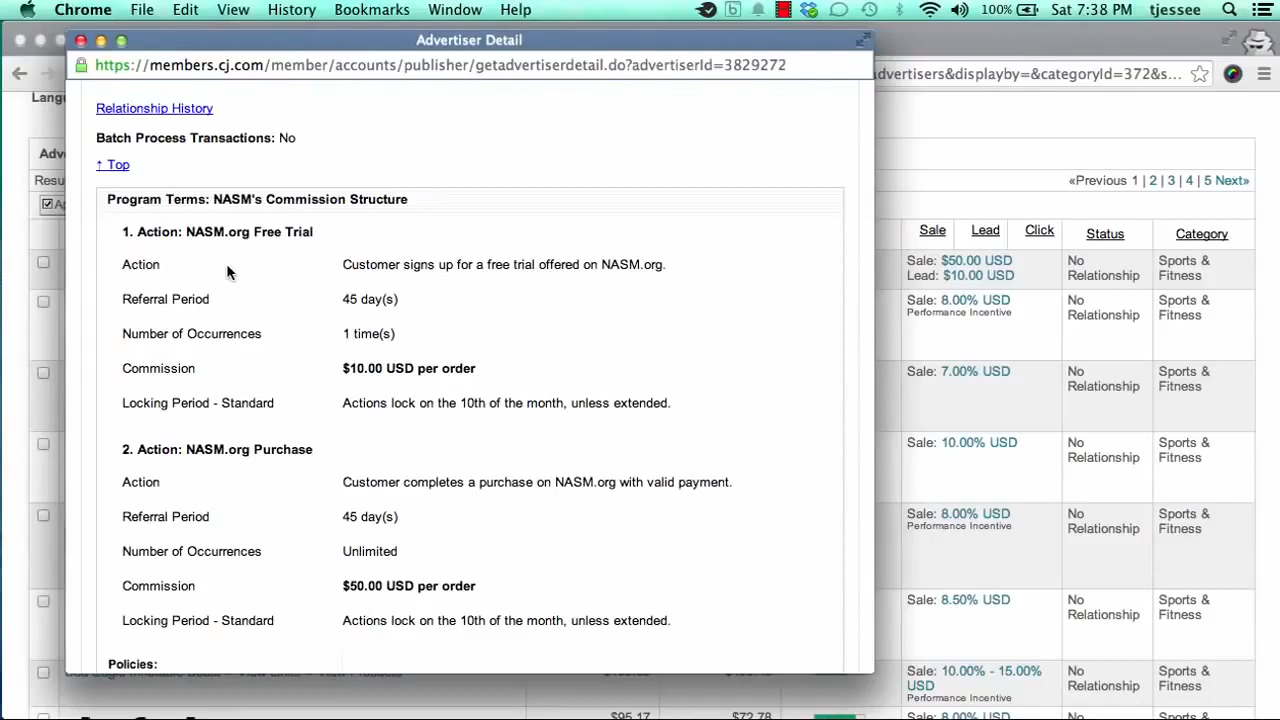 Chrome File Edit View History Bookmarks Window Help 100% Sat 7:38 PM tjessee
Advertiser Detail
https://members.cj.com/member/accounts/publisher/getadvertiserdetail.do?advertiserId=3829272
advertisers&displayby=&categoryId=372&s...
Relationship History
Batch Process Transactions: No
↑ Top
Program Terms: NASM's Commission Structure
1. Action: NASM.org Free Trial
Action Customer signs up for a free trial offered on NASM.org.
Referral Period 45 day(s)
Number of Occurrences 1 time(s)
Commission $10.00 USD per order
Locking Period - Standard Actions lock on the 10th of the month, unless extended.
2. Action: NASM.org Purchase
Action Customer completes a purchase on NASM.org with valid payment.
Referral Period 45 day(s)
Number of Occurrences Unlimited
Commission $50.00 USD per order
Locking Period - Standard Actions lock on the 10th of the month, unless extended.
Policies:
«Previous 1 | 2 | 3 | 4 | 5 Next»
Sale Lead Click Status Category
Sale: $50.00 USD
Lead: $10.00 USD
No Relationship
Sports & Fitness
Sale: 8.00% USD
Performance Incentive
No Relationship
Sports & Fitness
Sale: 7.00% USD
No Relationship
Sports & Fitness
Sale: 10.00% USD
No Relationship
Sports & Fitness
Sale: 8.00% USD
Performance Incentive
No Relationship
Sports & Fitness
Sale: 8.50% USD
No Relationship
Sports & Fitness
Sale: 10.00% - 15.00% USD
Performance Incentive
No Relationship
Sports & Fitness
$95.17 $72.78 Sale: 8.00% USD No Sports &